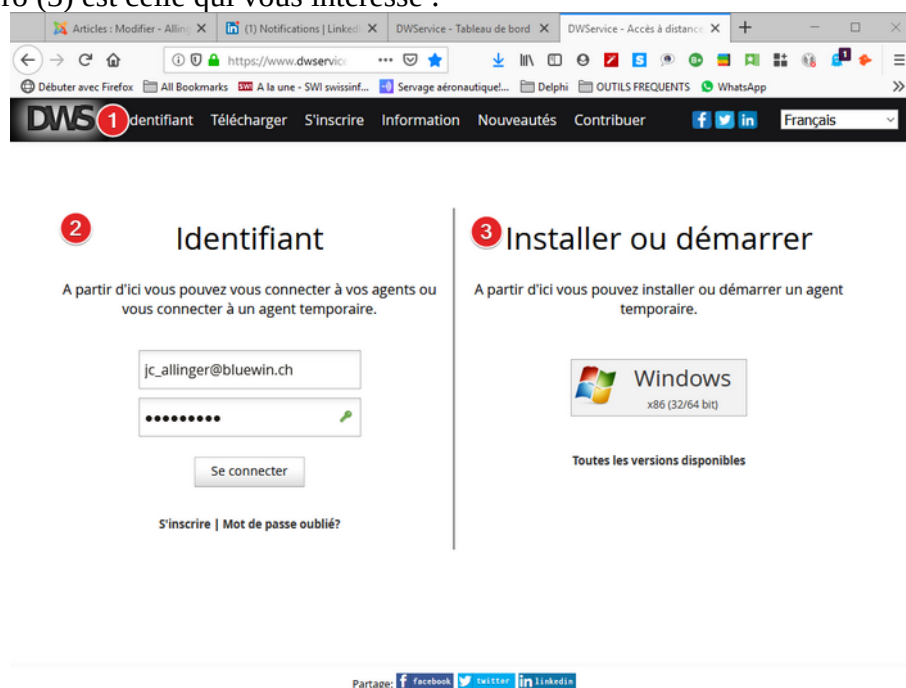 ro (3) est celle qui vous intéresse :
Articles : Modifier - Alling
(1) Notifications | LinkedI
DWService - Tableau de bord
DWService - Accès à distance
https://www.dwservice
Débuter avec Firefox All Bookmarks A la une - SWI swissinf... Servage aéronautique!... Delphi OUTILS FREQUENTS WhatsApp
DWS 1 dentifiant Télécharger S'inscrire Information Nouveautés Contribuer Français
2 Identifiant
A partir d'ici vous pouvez vous connecter à vos agents ou
vous connecter à un agent temporaire.
jc_allinger@bluewin.ch
Se connecter
S'inscrire | Mot de passe oublié?
3 Installer ou démarrer
A partir d'ici vous pouvez installer ou démarrer un agent
temporaire.
Windows
x86 (32/64 bit)
Toutes les versions disponibles
Partage: facebook twitter linkedin